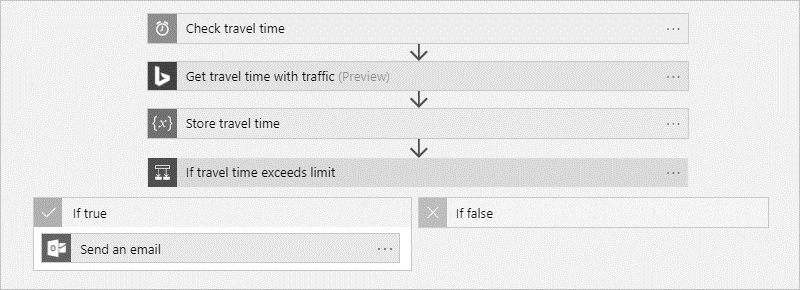 Check travel time
Get travel time with traffic (Preview)
{x} Store travel time
If travel time exceeds limit
If true
If false
Send an email